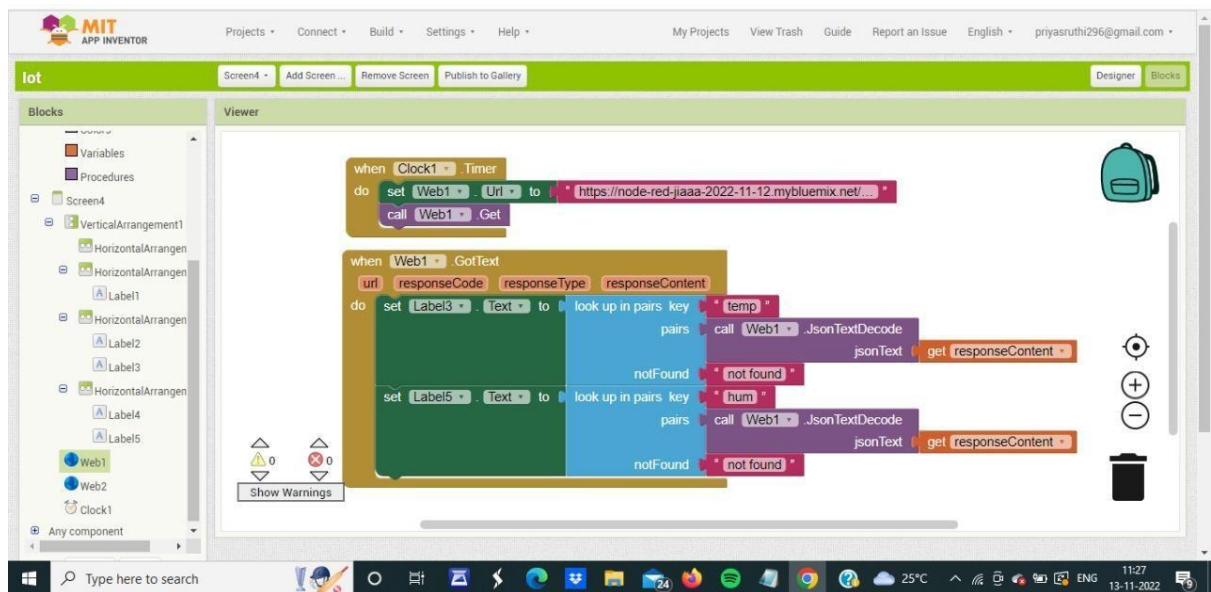 MIT
APP INVENTOR
Projects Connect Build Settings Help My Projects View Trash Guide Report an Issue English priyasruthi296@gmail.com
Iot
Screen4 Add Screen ... Remove Screen Publish to Gallery Designer Blocks
Blocks Viewer
Variables
Procedures
Screen4
VerticalArrangement1
HorizontalArrangen
HorizontalArrangen
Label1
HorizontalArrangen
Label2
Label3
HorizontalArrangen
Label4
Label5
Web1
Web2
Clock1
Any component
when Clock1 .Timer
do set Web1 . Url to " https://node-red-jiaaa-2022-11-12.mybluemix.net/... "
call Web1 .Get
when Web1 .GotText
url responseCode responseType responseContent
do set Label3 . Text to look up in pairs key " temp "
pairs call Web1 .JsonTextDecode
jsonText get responseContent
notFound " not found "
set Label5 . Text to look up in pairs key " hum "
pairs call Web1 .JsonTextDecode
jsonText get responseContent
notFound " not found "
0 0
Show Warnings
Type here to search 24 25°C ENG 11:27
13-11-2022 9